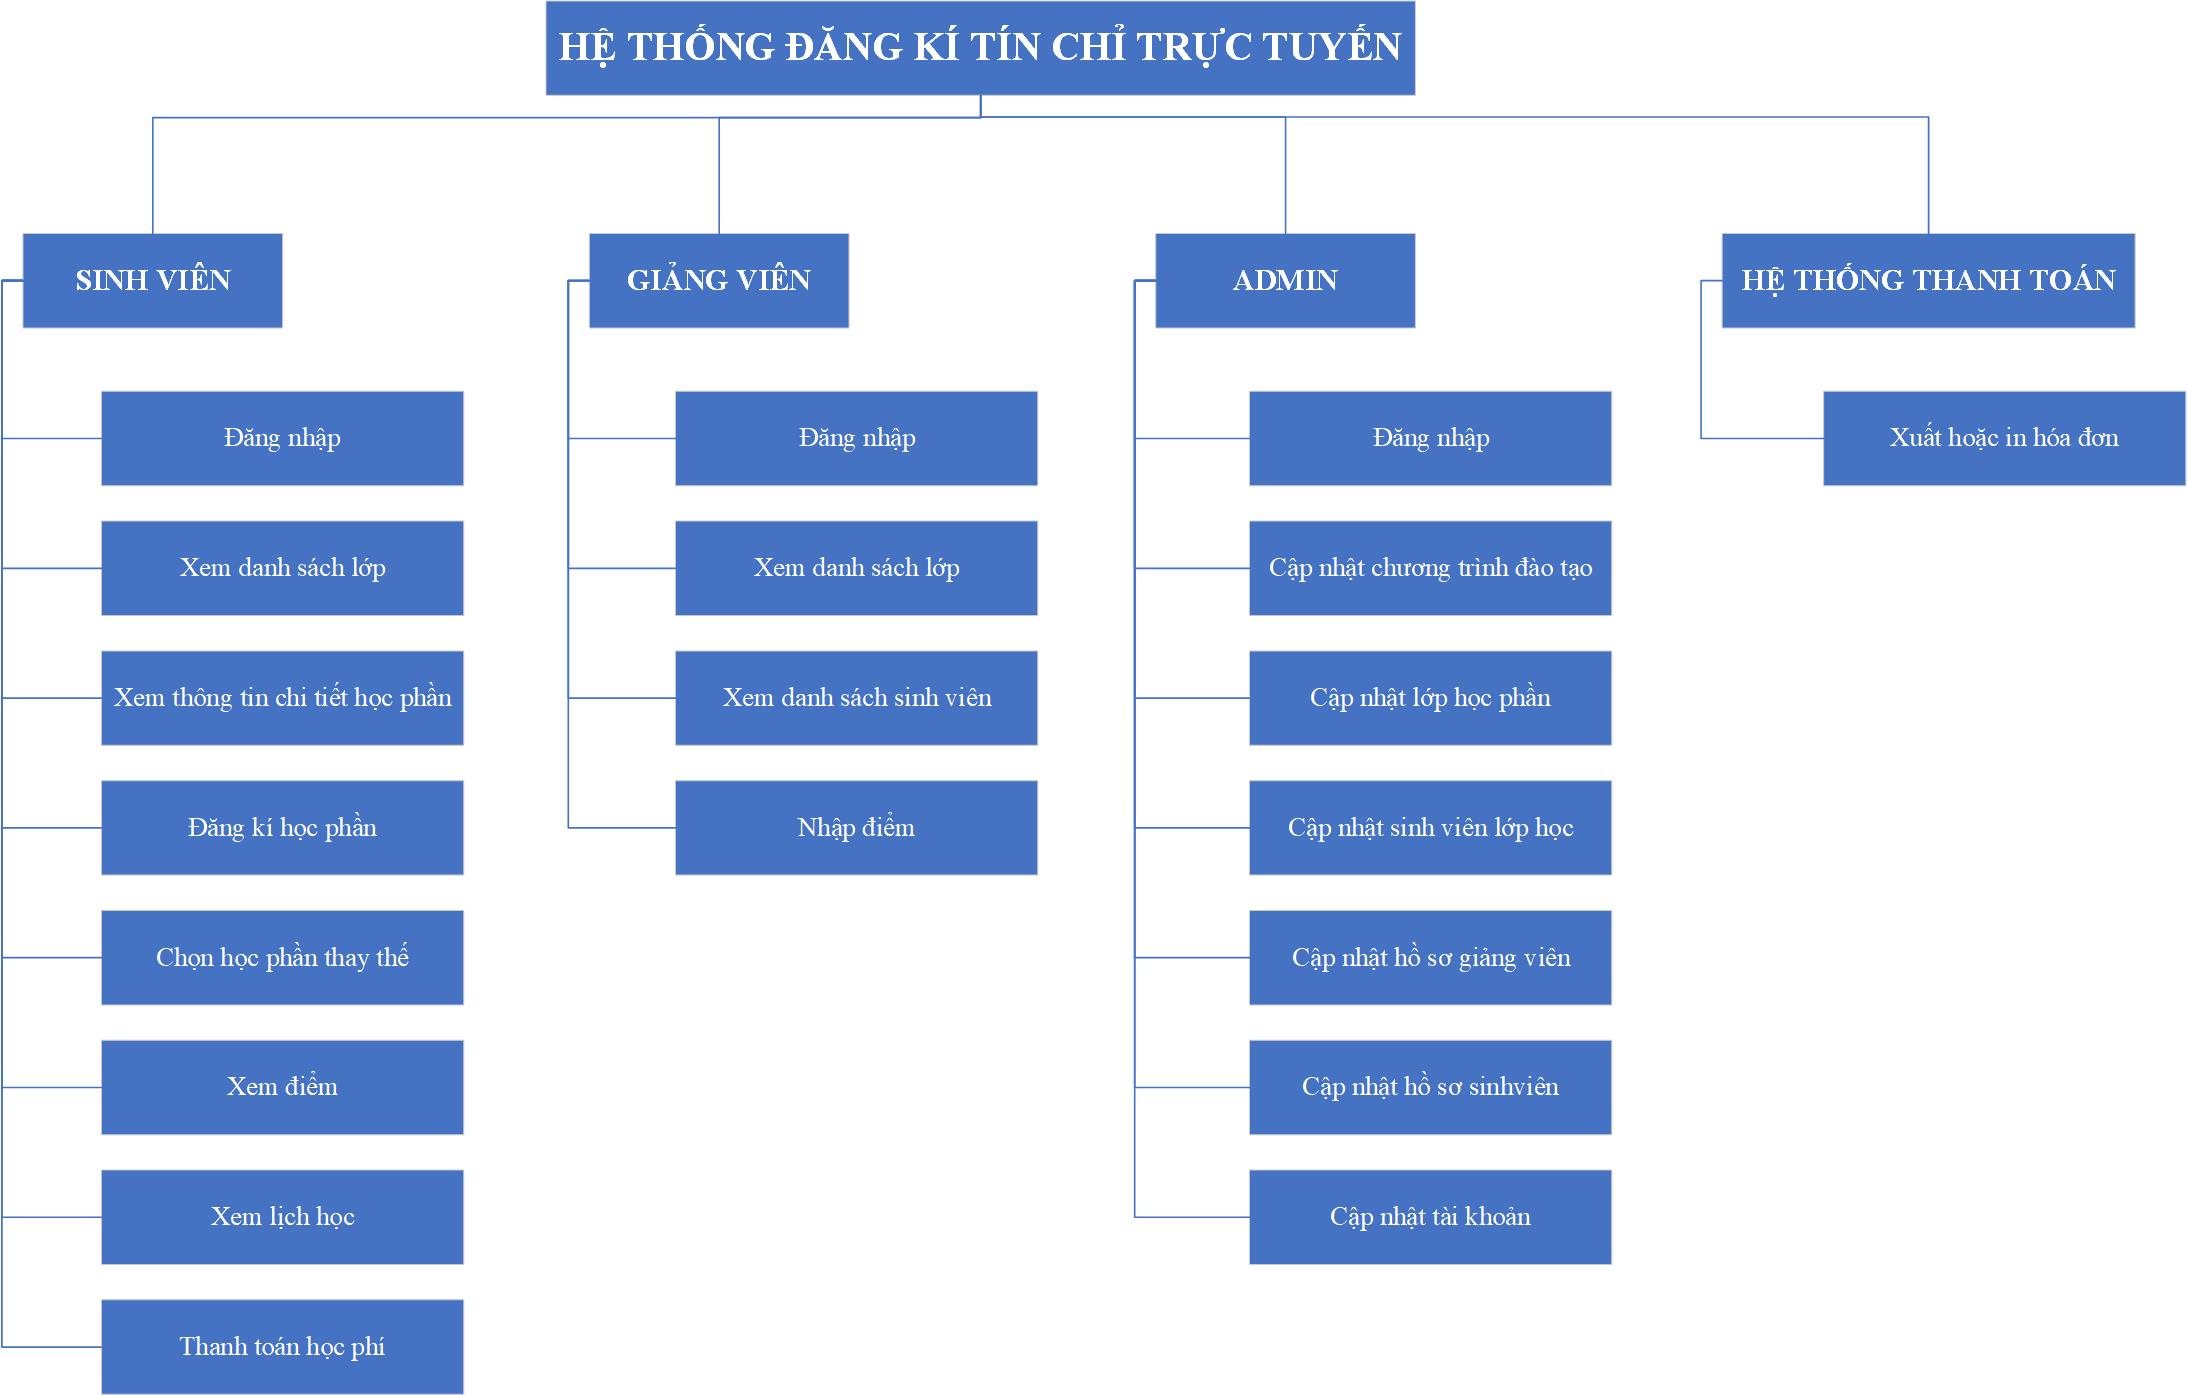 HỆ THỐNG ĐĂNG KÍ TÍN CHỈ TRỰC TUYẾN
SINH VIÊN
Đăng nhập
Xem danh sách lớp
Xem thông tin chi tiết học phần
Đăng kí học phần
Chọn học phần thay thế
Xem điểm
Xem lịch học
Thanh toán học phí
GIẢNG VIÊN
Đăng nhập
Xem danh sách lớp
Xem danh sách sinh viên
Nhập điểm
ADMIN
Đăng nhập
Cập nhật chương trình đào tạo
Cập nhật lớp học phần
Cập nhật sinh viên lớp học
Cập nhật hồ sơ giảng viên
Cập nhật hồ sơ sinhviên
Cập nhật tài khoản
HỆ THỐNG THANH TOÁN
Xuất hoặc in hóa đơn